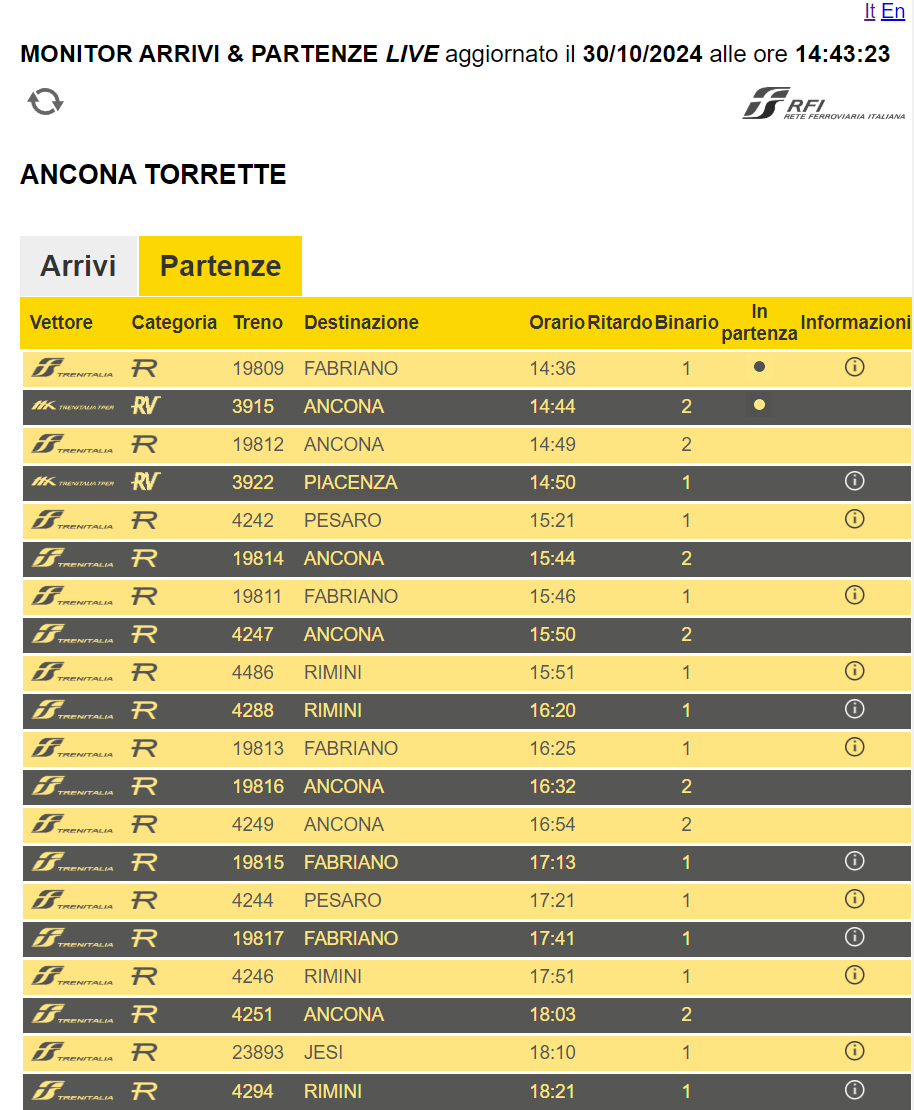 It En
MONITOR ARRIVI & PARTENZE LIVE aggiornato il 30/10/2024 alle ore 14:43:23
RFI
RETE FERROVIARIA ITALIANA
ANCONA TORRETTE
Arrivi Partenze
Vettore Categoria Treno Destinazione Orario Ritardo Binario In partenza Informazioni
TRENITALIA R 19809 FABRIANO 14:36 1
TRENITALIA TPER RV 3915 ANCONA 14:44 2
TRENITALIA R 19812 ANCONA 14:49 2
TRENITALIA TPER RV 3922 PIACENZA 14:50 1
TRENITALIA R 4242 PESARO 15:21 1
TRENITALIA R 19814 ANCONA 15:44 2
TRENITALIA R 19811 FABRIANO 15:46 1
TRENITALIA R 4247 ANCONA 15:50 2
TRENITALIA R 4486 RIMINI 15:51 1
TRENITALIA R 4288 RIMINI 16:20 1
TRENITALIA R 19813 FABRIANO 16:25 1
TRENITALIA R 19816 ANCONA 16:32 2
TRENITALIA R 4249 ANCONA 16:54 2
TRENITALIA R 19815 FABRIANO 17:13 1
TRENITALIA R 4244 PESARO 17:21 1
TRENITALIA R 19817 FABRIANO 17:41 1
TRENITALIA R 4246 RIMINI 17:51 1
TRENITALIA R 4251 ANCONA 18:03 2
TRENITALIA R 23893 JESI 18:10 1
TRENITALIA R 4294 RIMINI 18:21 1